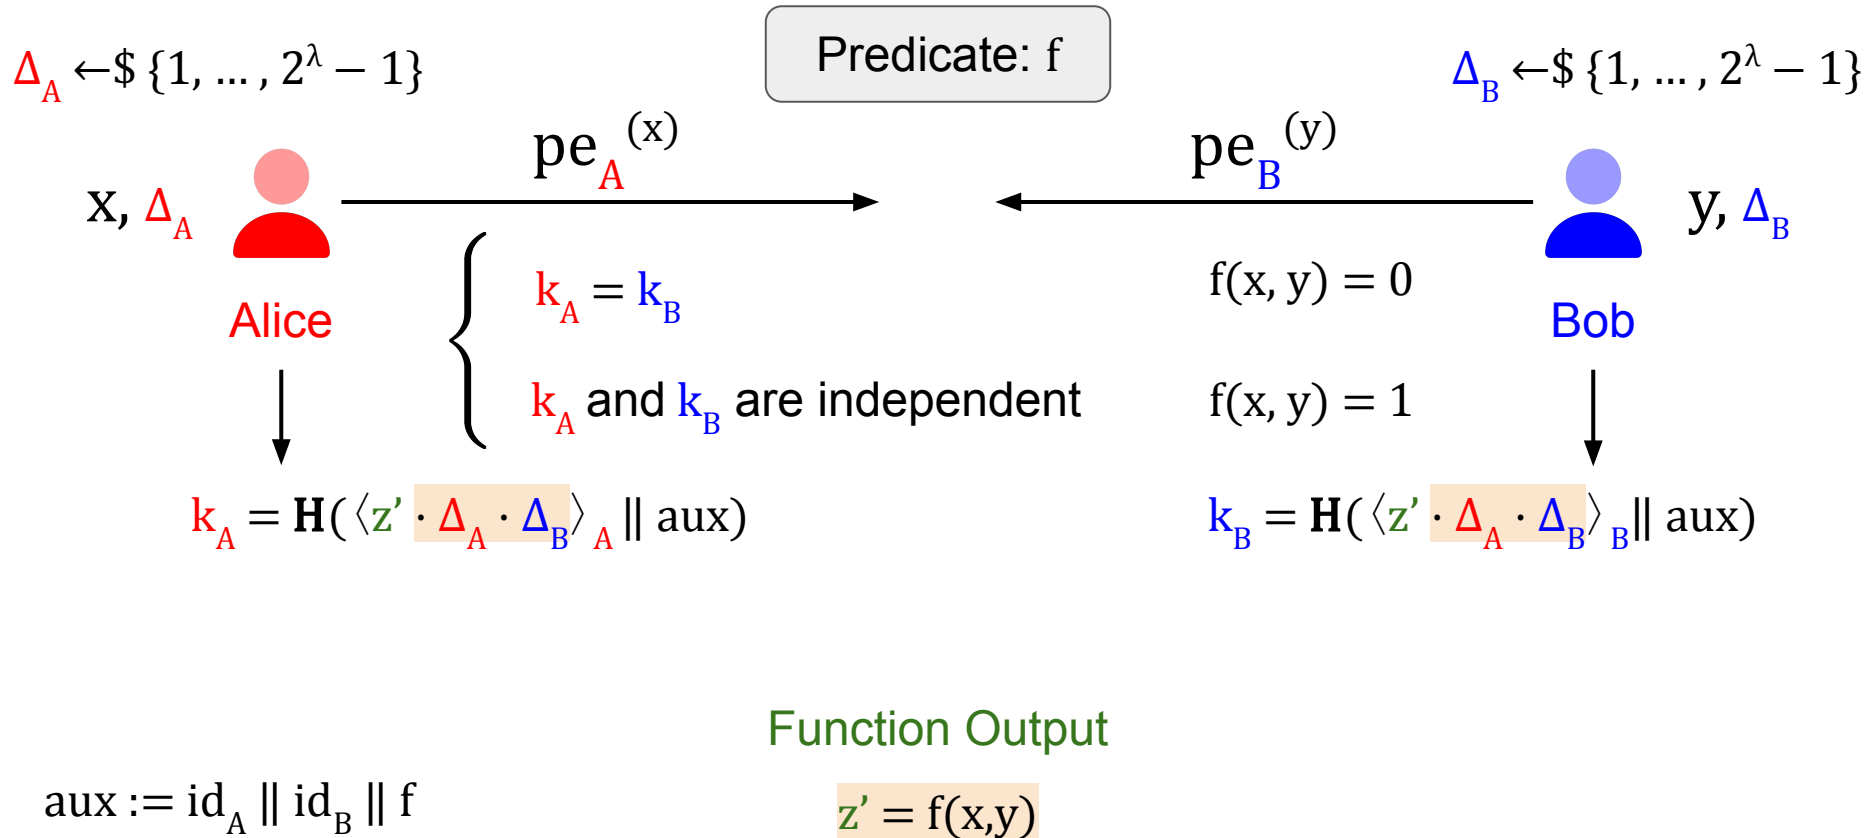 Predicate: f
Δ_A ←$ {1, … , 2^λ − 1}
Δ_B ←$ {1, … , 2^λ − 1}
pe_A^(x)
pe_B^(y)
x, Δ_A
y, Δ_B
Alice
Bob
k_A = k_B
f(x, y) = 0
k_A and k_B are independent
f(x, y) = 1
k_A = H(⟨z’ · Δ_A · Δ_B⟩_A ∥ aux)
k_B = H(⟨z’ · Δ_A · Δ_B⟩_B ∥ aux)
Function Output
z’ = f(x,y)
aux := id_A ∥ id_B ∥ f